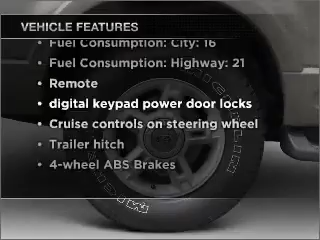 VEHICLE FEATURES
• Fuel Consumption: City: 16
• Fuel Consumption: Highway: 21
• Remote
• digital keypad power door locks
• Cruise controls on steering wheel
• Trailer hitch
• 4-wheel ABS Brakes
MICHELIN